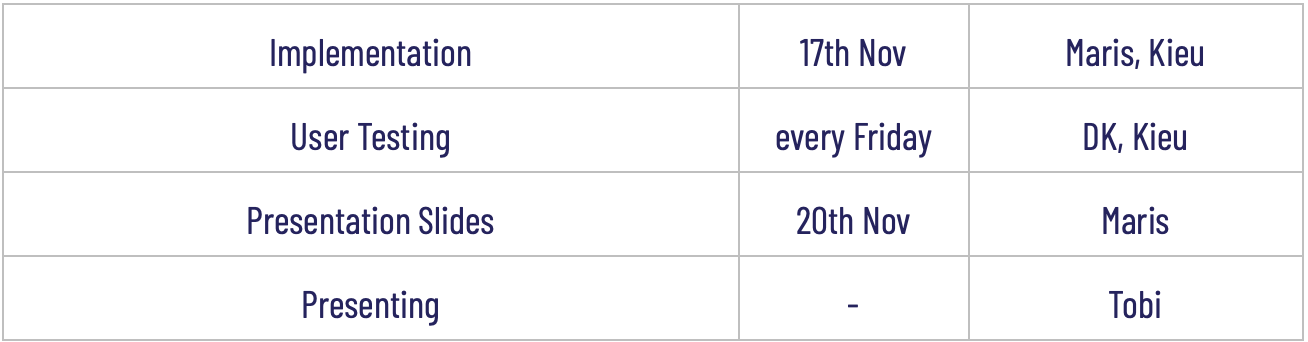 Implementation 17th Nov Maris, Kieu
User Testing every Friday DK, Kieu
Presentation Slides 20th Nov Maris
Presenting - Tobi